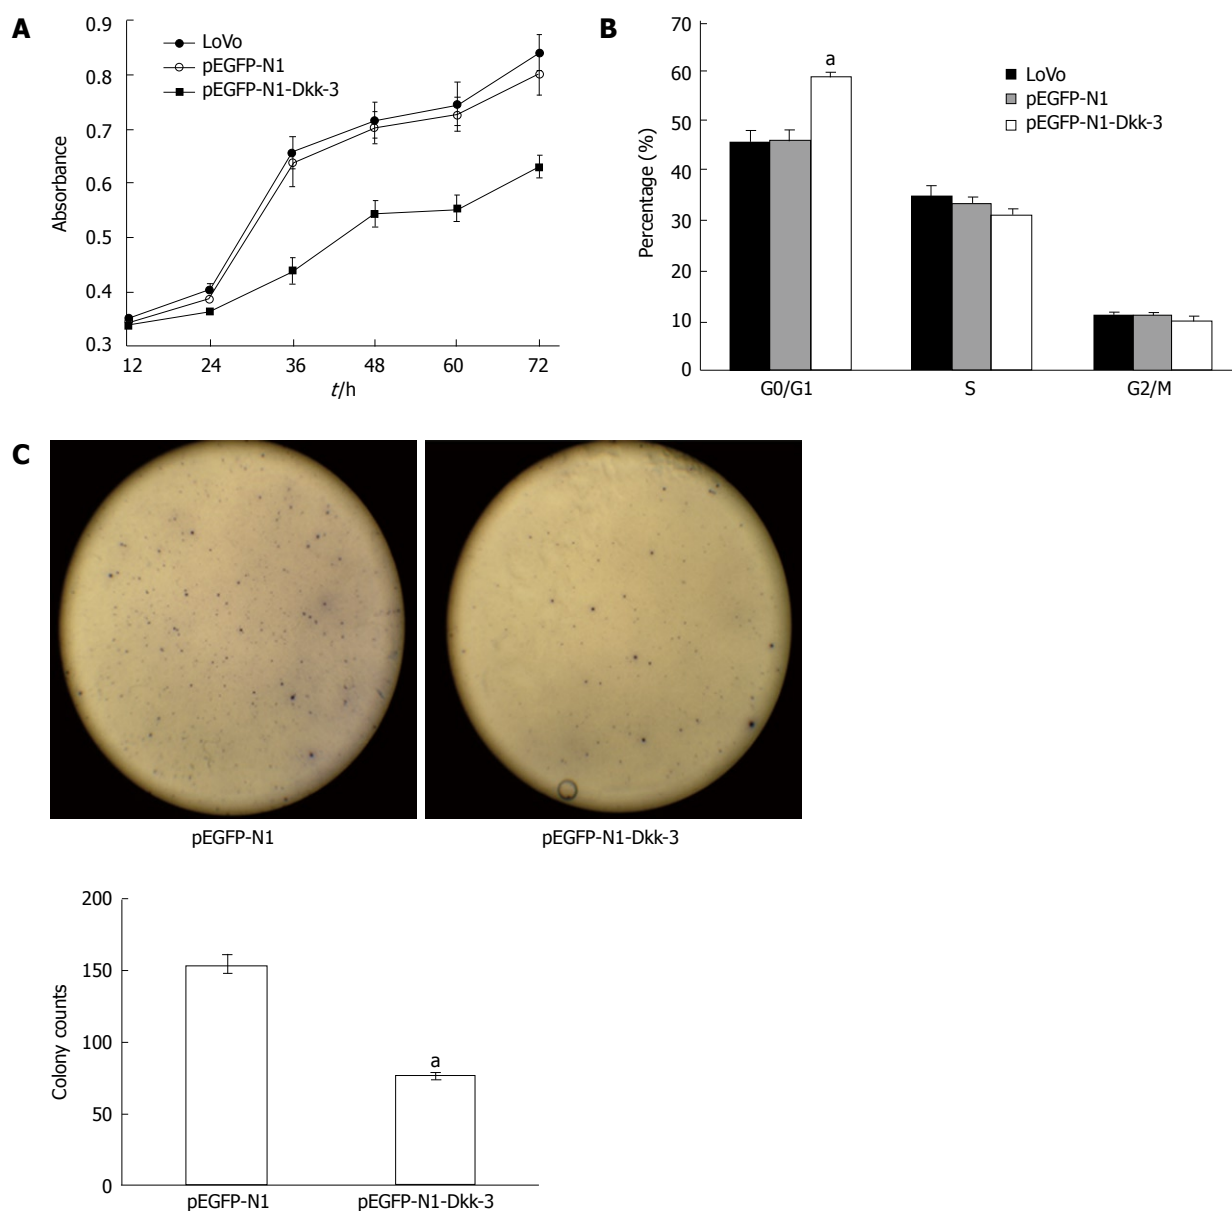 A
LoVo
pEGFP-N1
pEGFP-N1-Dkk-3
Absorbance
0.9
0.8
0.7
0.6
0.5
0.4
0.3
12 24 36 48 60 72
t/h
B
a
LoVo
pEGFP-N1
pEGFP-N1-Dkk-3
Percentage (%)
70
60
50
40
30
20
10
0
G0/G1 S G2/M
C
pEGFP-N1 pEGFP-N1-Dkk-3
Colony counts
200
150
100
50
0
a
pEGFP-N1 pEGFP-N1-Dkk-3